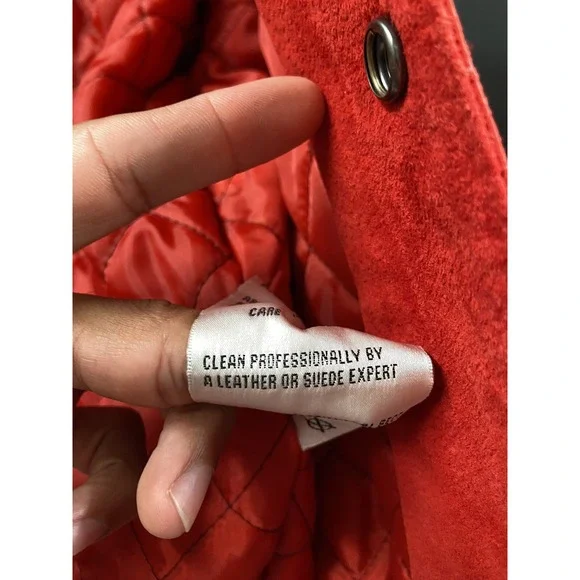 CARE
CLEAN PROFESSIONALLY BY
A LEATHER OR SUEDE EXPERT